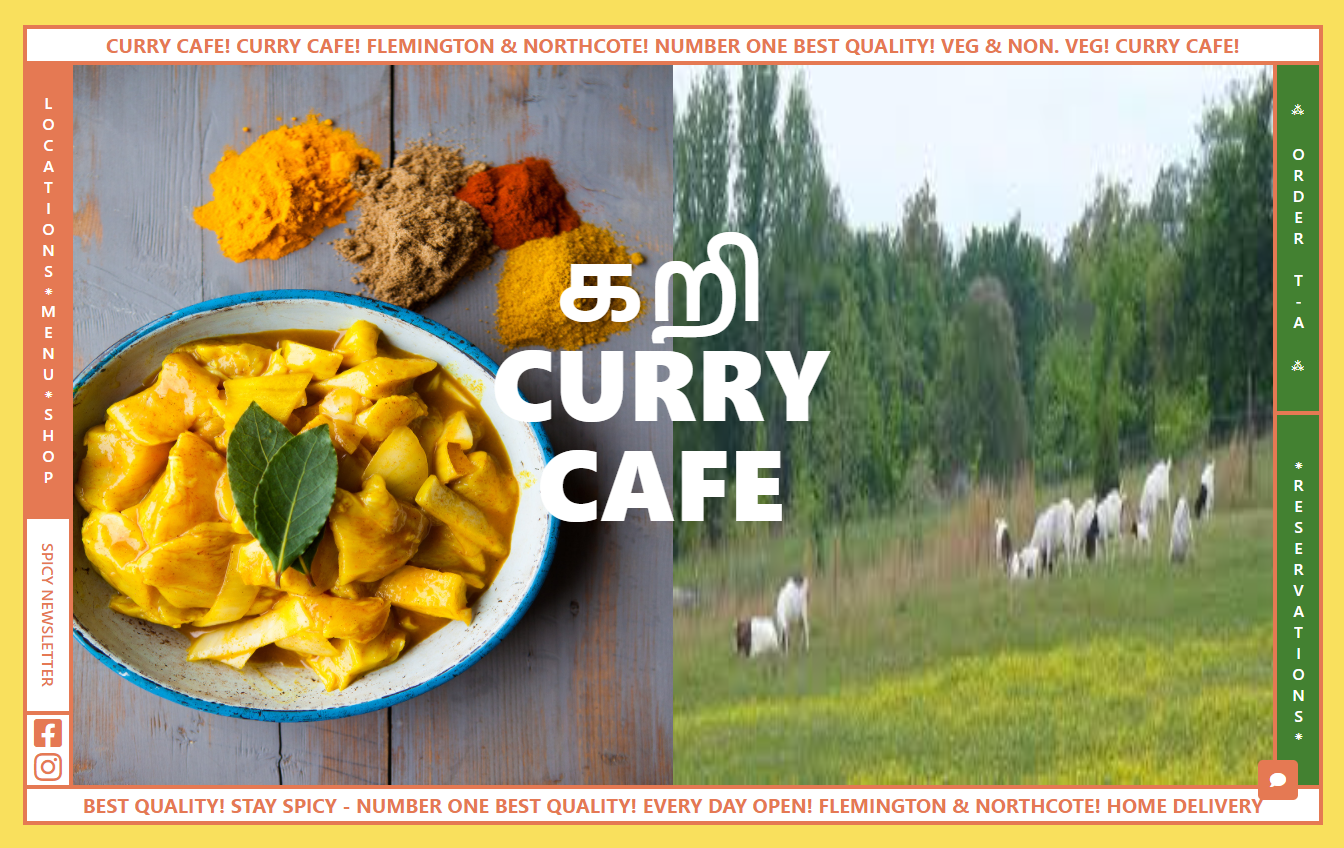 CURRY CAFE! CURRY CAFE! FLEMINGTON & NORTHCOTE! NUMBER ONE BEST QUALITY! VEG & NON. VEG! CURRY CAFE!
LOCATIONS*MENU*SHOP
SPICY NEWSLETTER
கறி
CURRY
CAFE
⁂ ORDER T-A ⁂
*RESERVATIONS*
BEST QUALITY! STAY SPICY - NUMBER ONE BEST QUALITY! EVERY DAY OPEN! FLEMINGTON & NORTHCOTE! HOME DELIVERY